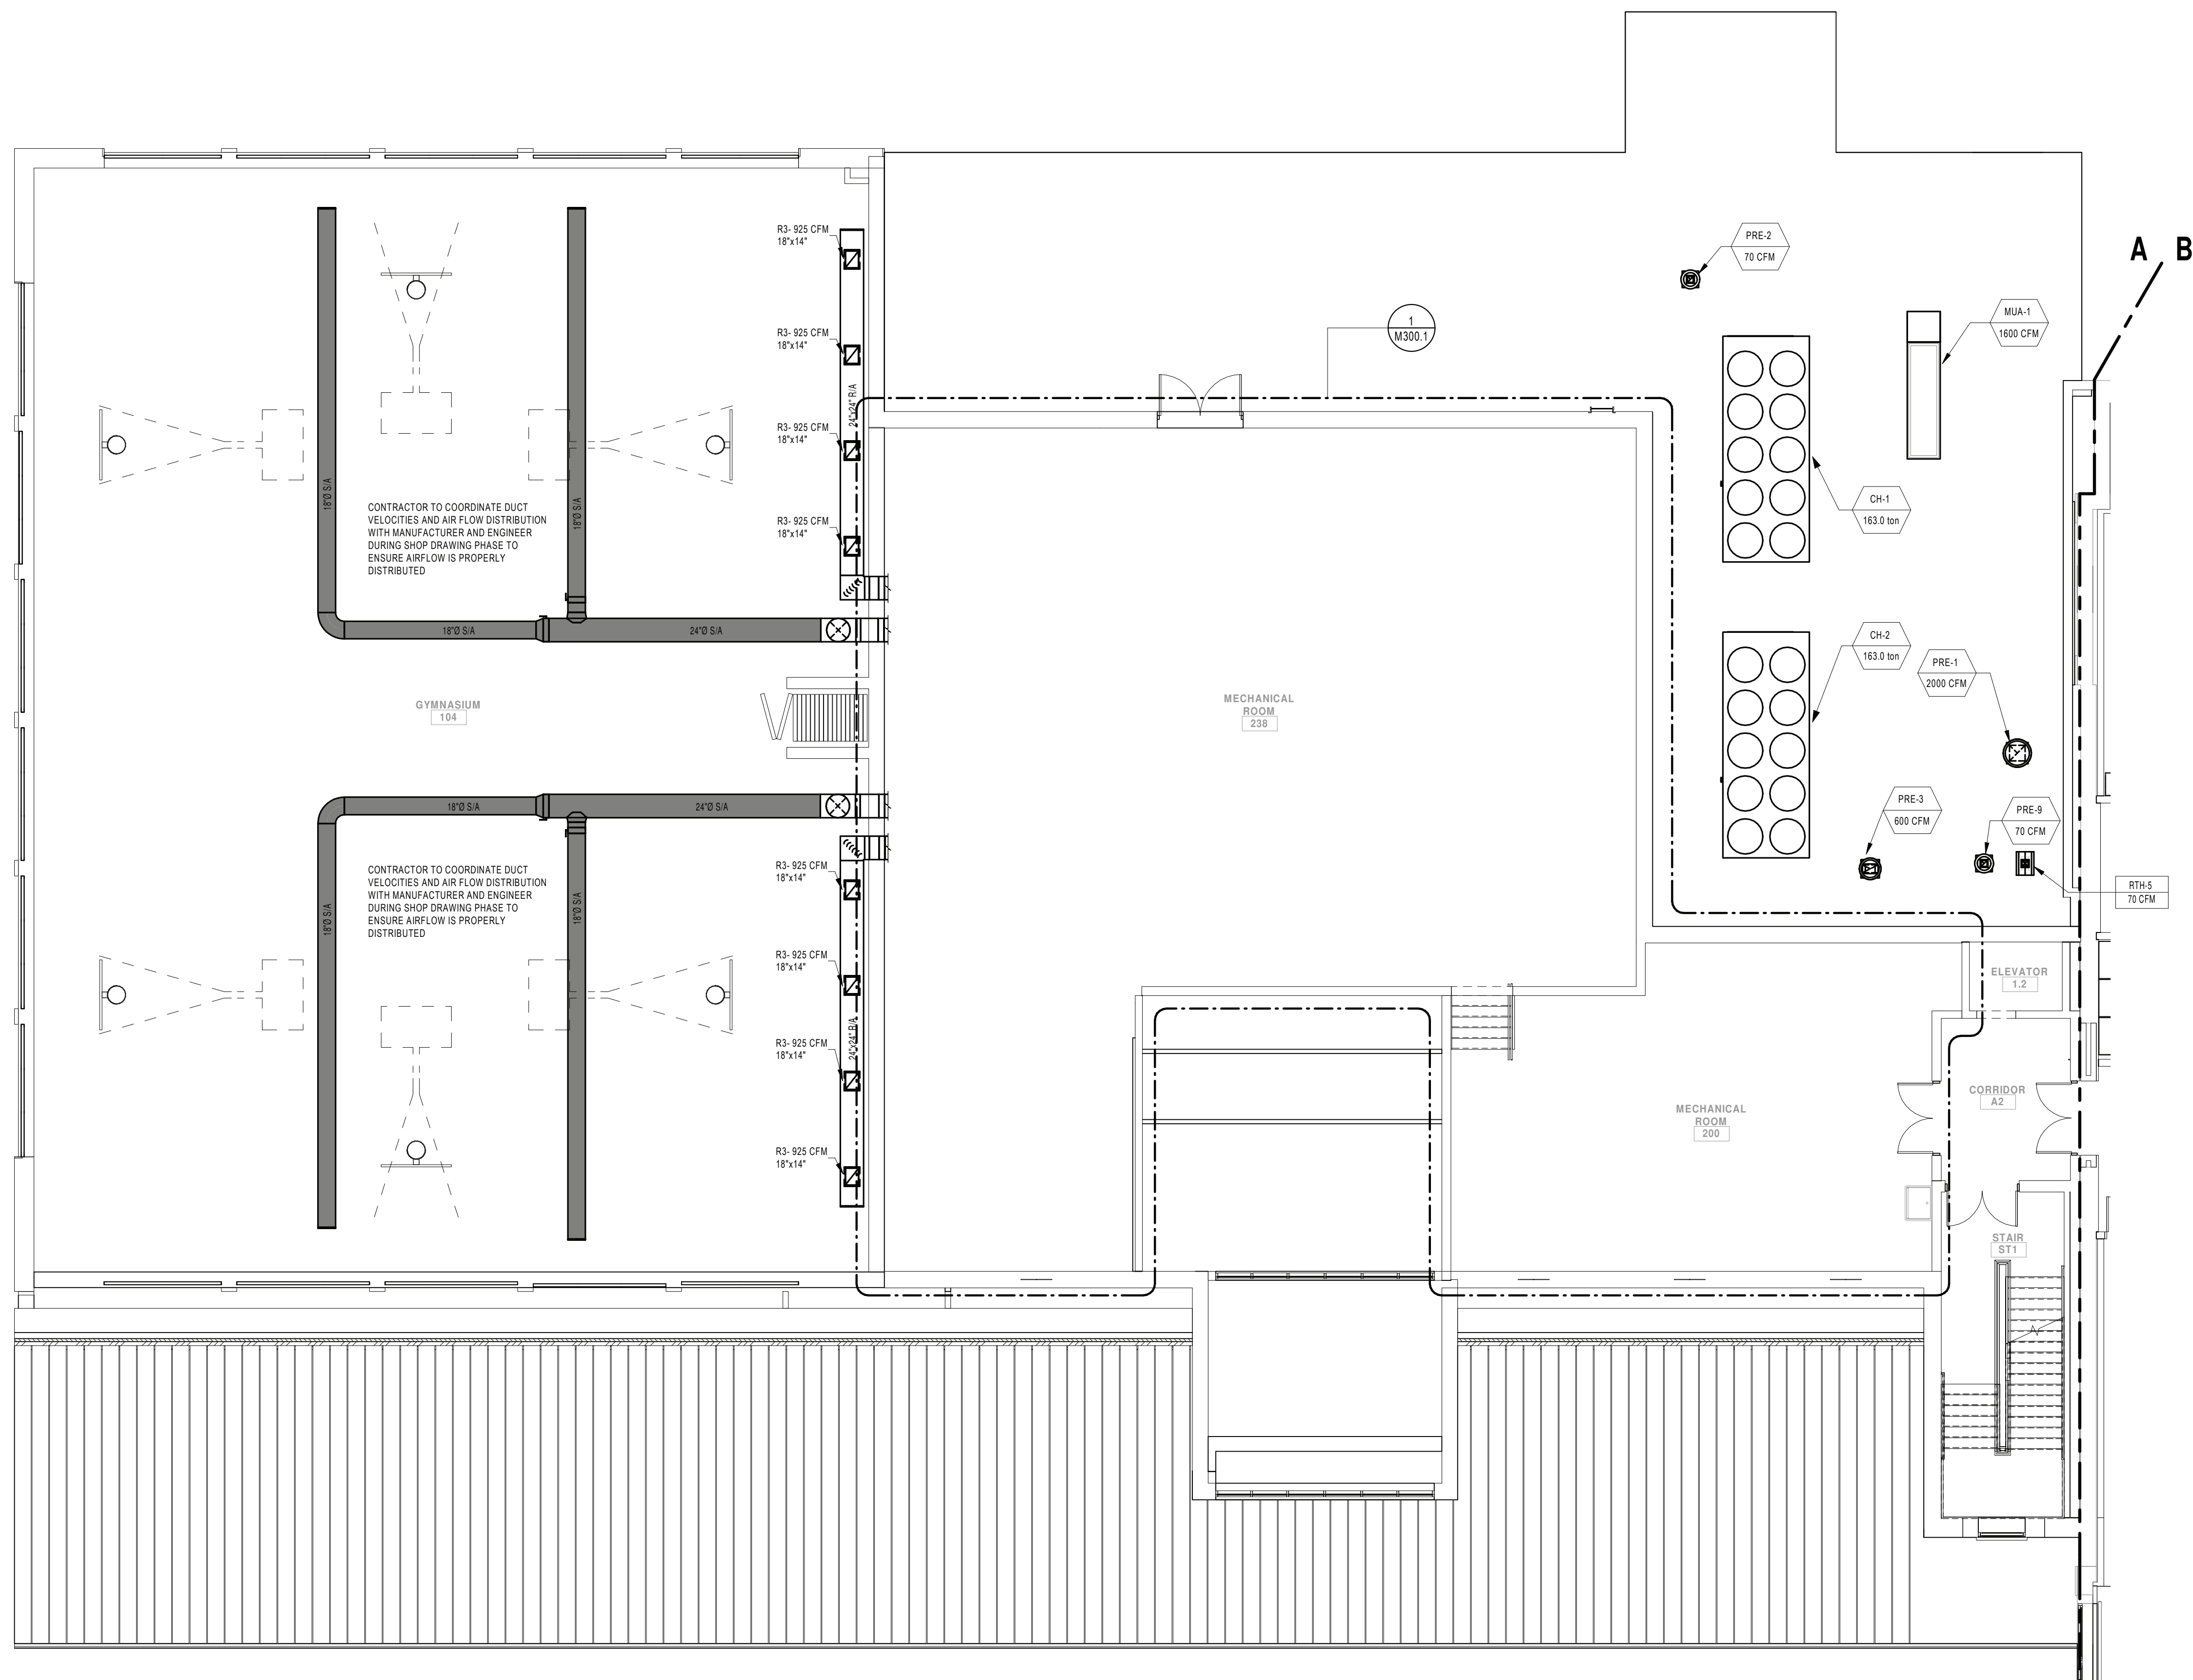 A B
PRE-2
70 CFM
R3- 925 CFM
18"x14"
MUA-1
1600 CFM
1
M300.1
R3- 925 CFM
18"x14"
24"x24" R/A
R3- 925 CFM
18"x14"
CH-1
163.0 ton
18"Ø S/A
18"Ø S/A
CONTRACTOR TO COORDINATE DUCT
VELOCITIES AND AIR FLOW DISTRIBUTION
WITH MANUFACTURER AND ENGINEER
DURING SHOP DRAWING PHASE TO
ENSURE AIRFLOW IS PROPERLY
DISTRIBUTED
R3- 925 CFM
18"x14"
18"Ø S/A
24"Ø S/A
CH-2
163.0 ton
PRE-1
2000 CFM
GYMNASIUM
104
MECHANICAL
ROOM
238
18"Ø S/A
24"Ø S/A
PRE-3
600 CFM
PRE-9
70 CFM
CONTRACTOR TO COORDINATE DUCT
VELOCITIES AND AIR FLOW DISTRIBUTION
WITH MANUFACTURER AND ENGINEER
DURING SHOP DRAWING PHASE TO
ENSURE AIRFLOW IS PROPERLY
DISTRIBUTED
R3- 925 CFM
18"x14"
RTH-5
70 CFM
18"Ø S/A
18"Ø S/A
R3- 925 CFM
18"x14"
ELEVATOR
1.2
24"x24" R/A
R3- 925 CFM
18"x14"
CORRIDOR
A2
MECHANICAL
ROOM
200
R3- 925 CFM
18"x14"
STAIR
ST1